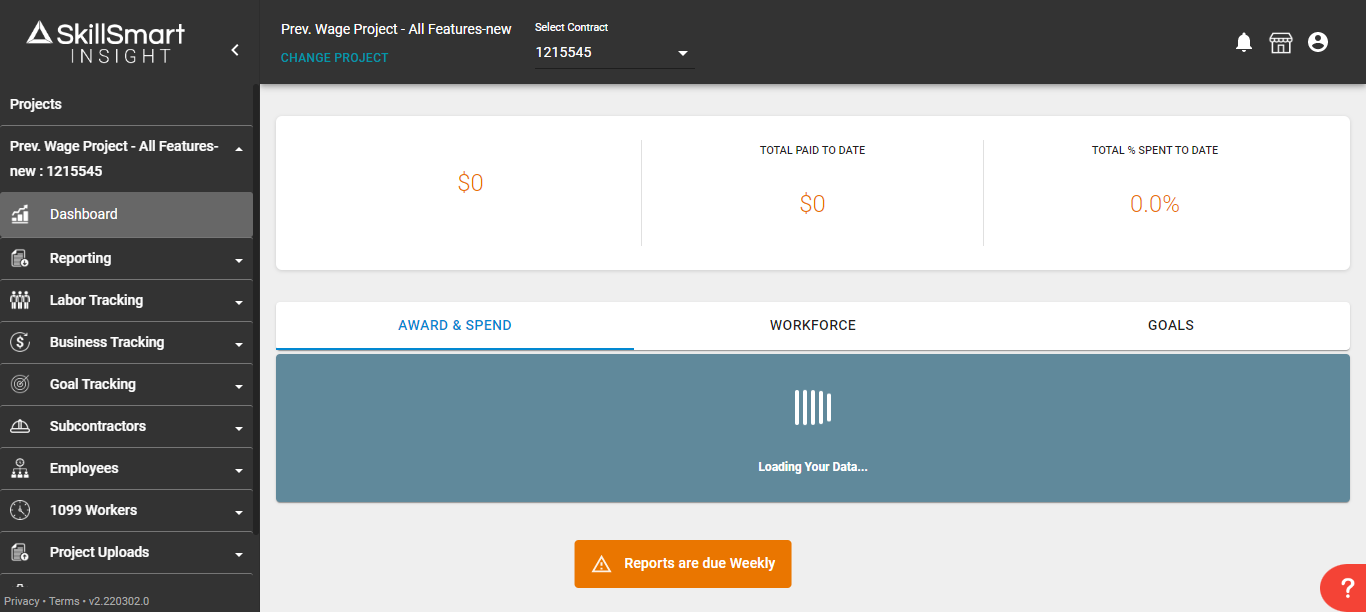 SkillSmart
INSIGHT
Prev. Wage Project - All Features-new
CHANGE PROJECT
Select Contract
1215545
Projects
Prev. Wage Project - All Features-
new : 1215545
Dashboard
Reporting
Labor Tracking
Business Tracking
Goal Tracking
Subcontractors
Employees
1099 Workers
Project Uploads
Privacy • Terms • v2.220302.0
$0
TOTAL PAID TO DATE
$0
TOTAL % SPENT TO DATE
0.0%
AWARD & SPEND
WORKFORCE
GOALS
Loading Your Data...
Reports are due Weekly
?